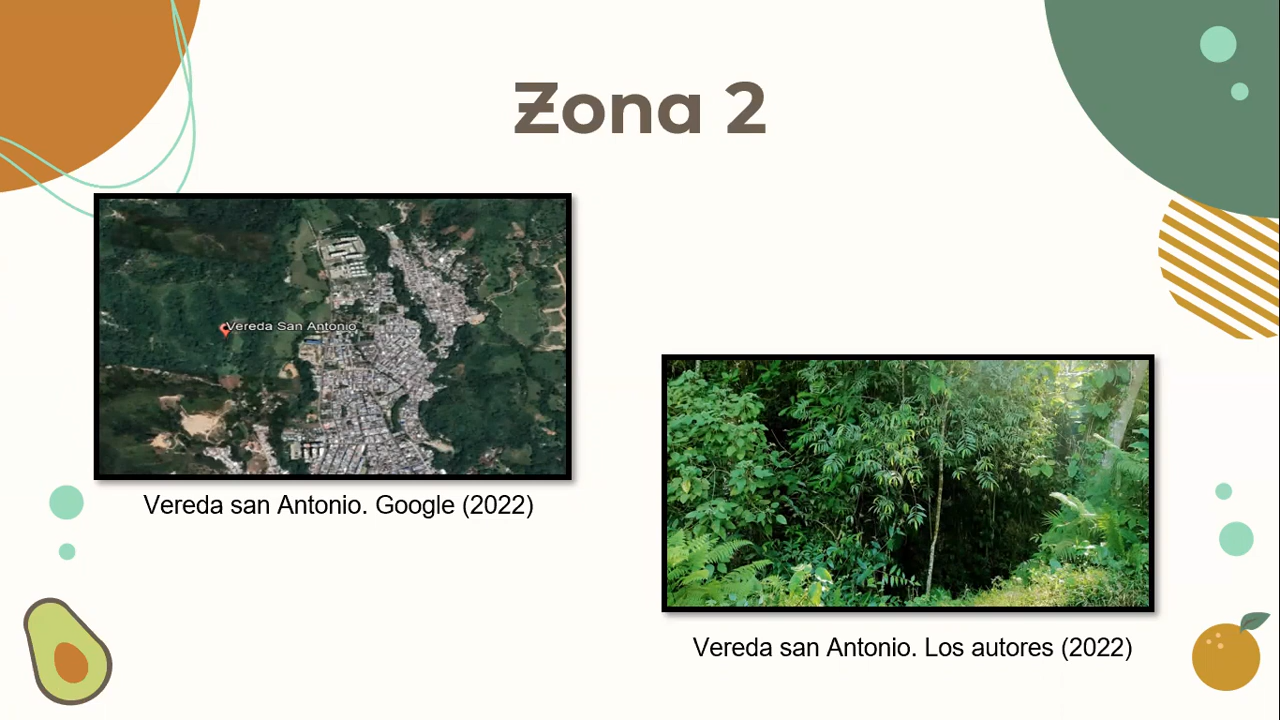 Zona 2
Vereda San Antonio
Vereda san Antonio. Google (2022)
Vereda san Antonio. Los autores (2022)